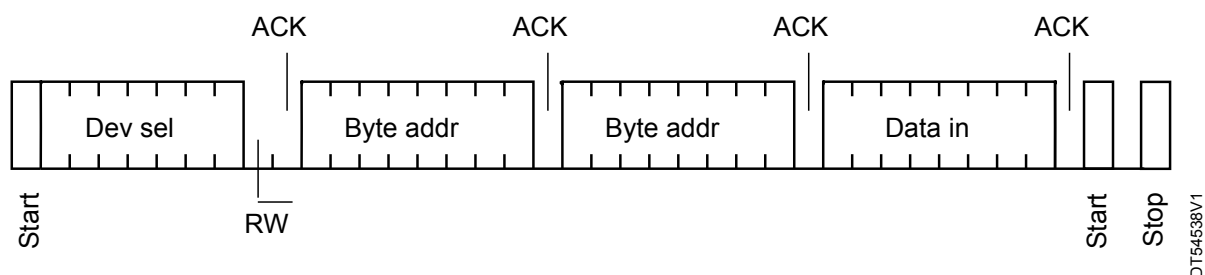 ACK ACK ACK ACK
Dev sel Byte addr Byte addr Data in
RW
Start Start Stop
DT54538V1